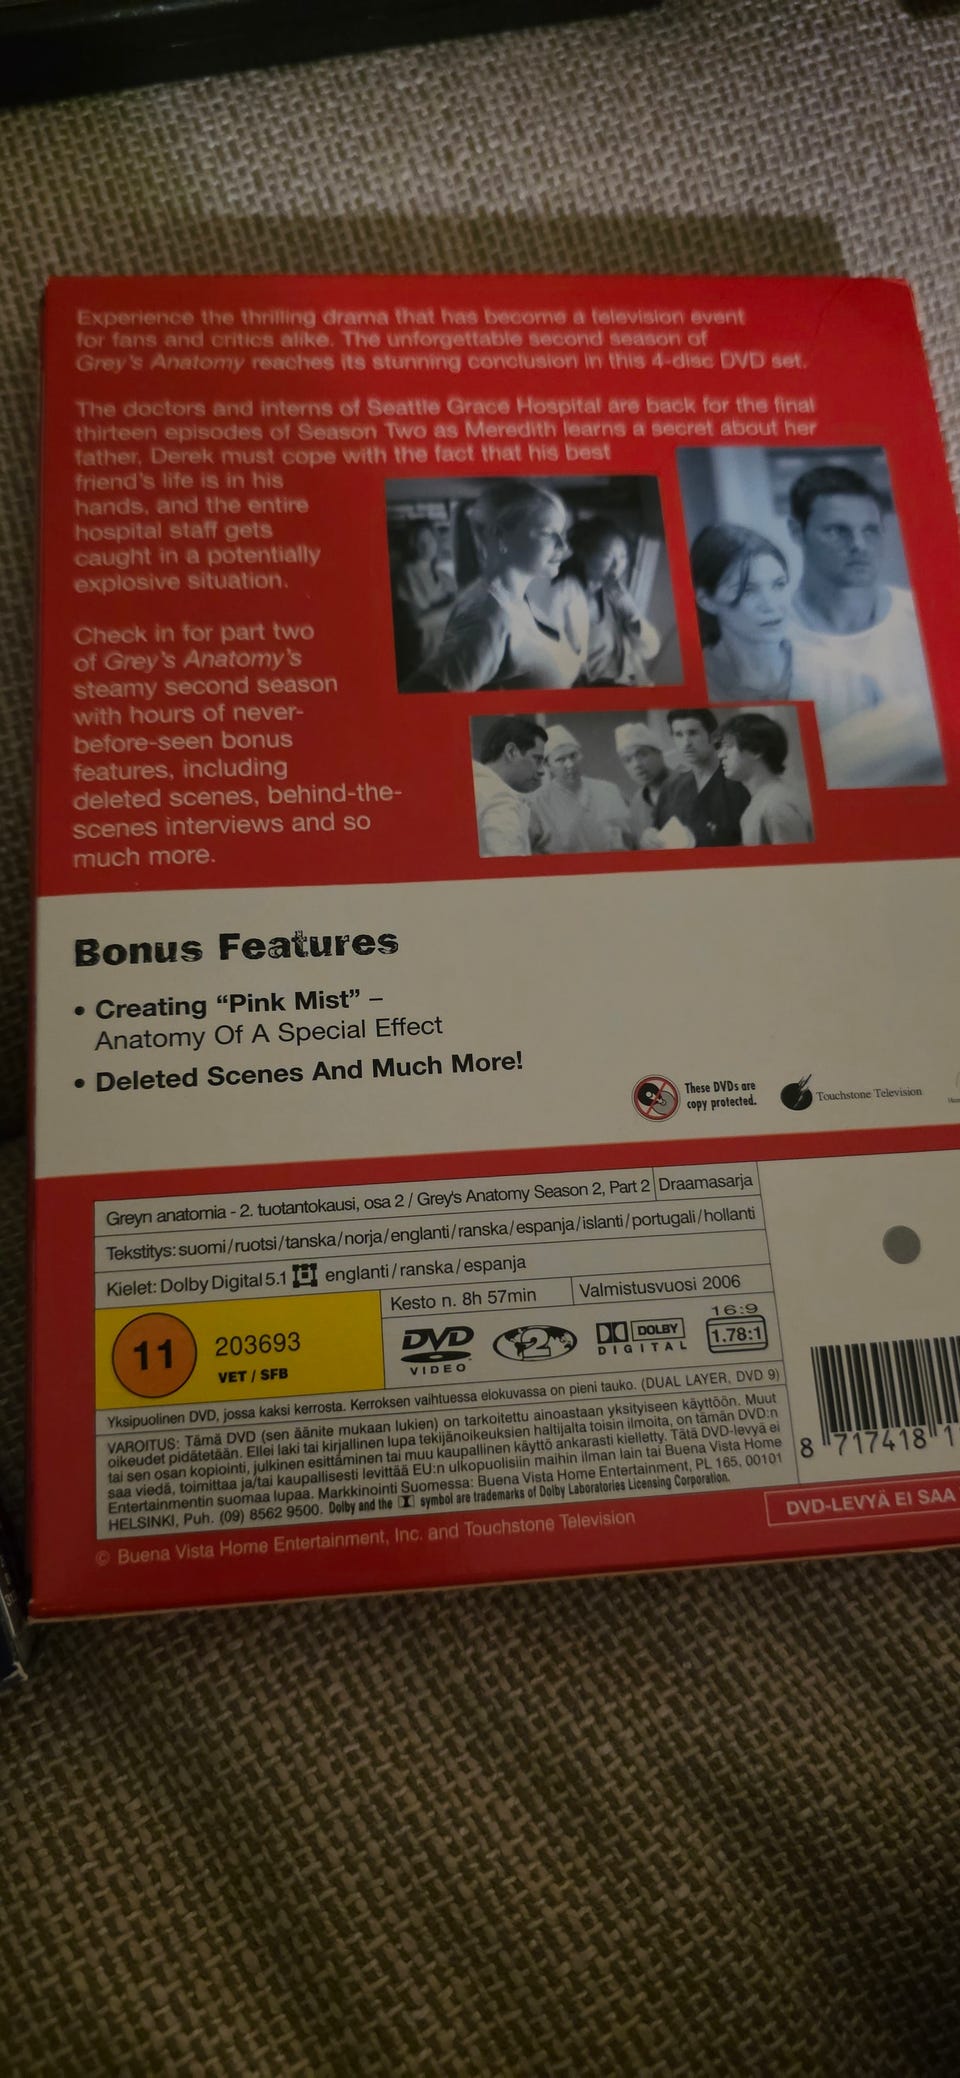 Experience the thrilling drama that has become a television event
for fans and critics alike. The unforgettable second season of
Grey's Anatomy reaches its stunning conclusion in this 4-disc DVD set.
The doctors and interns of Seattle Grace Hospital are back for the final
thirteen episodes of Season Two as Meredith learns a secret about her
father, Derek must cope with the fact that his best
friend's life is in his
hands, and the entire
hospital staff gets
caught in a potentially
explosive situation.
Check in for part two
of Grey's Anatomy's
steamy second season
with hours of never-
before-seen bonus
features, including
deleted scenes, behind-the-
scenes interviews and so
much more.
Bonus Features
• Creating “Pink Mist” –
Anatomy Of A Special Effect
• Deleted Scenes And Much More!
These DVDs are
copy protected.
Touchstone Television
Greyn anatomia - 2. tuotantokausi, osa 2 / Grey's Anatomy Season 2, Part 2 Draamasarja
Tekstitys: suomi/ruotsi/tanska/norja/englanti/ranska/espanja/islanti/portugali/hollanti
Kielet: Dolby Digital 5.1 englanti/ranska/espanja
Kesto n. 8h 57min Valmistusvuosi 2006
11 203693
VET / SFB
DVD
VIDEO
2
DOLBY
DIGITAL
16:9
1.78:1
Yksipuolinen DVD, jossa kaksi kerrosta. Kerroksen vaihtuessa elokuvassa on pieni tauko. (DUAL LAYER, DVD 9)
VAROITUS: Tämä DVD (sen äänite mukaan lukien) on tarkoitettu ainoastaan yksityiseen käyttöön. Muut
oikeudet pidätetään. Ellei laki tai kirjallinen lupa tekijänoikeuksien haltijalta toisin ilmoita, on tämän DVD:n
tai sen osan kopiointi, julkinen esittäminen tai muu kaupallinen käyttö ankarasti kielletty. Tätä DVD-levyä ei
saa viedä, toimittaa ja/tai kaupallisesti levittää EU:n ulkopuolisiin maihin ilman lain tai Buena Vista Home
Entertainmentin suomaa lupaa. Markkinointi Suomessa: Buena Vista Home Entertainment, PL 165, 00101
HELSINKI, Puh. (09) 8562 9500. Dolby and the symbol are trademarks of Dolby Laboratories Licensing Corporation.
8 717418 1
DVD-LEVYÄ EI SAA
© Buena Vista Home Entertainment, Inc. and Touchstone Television